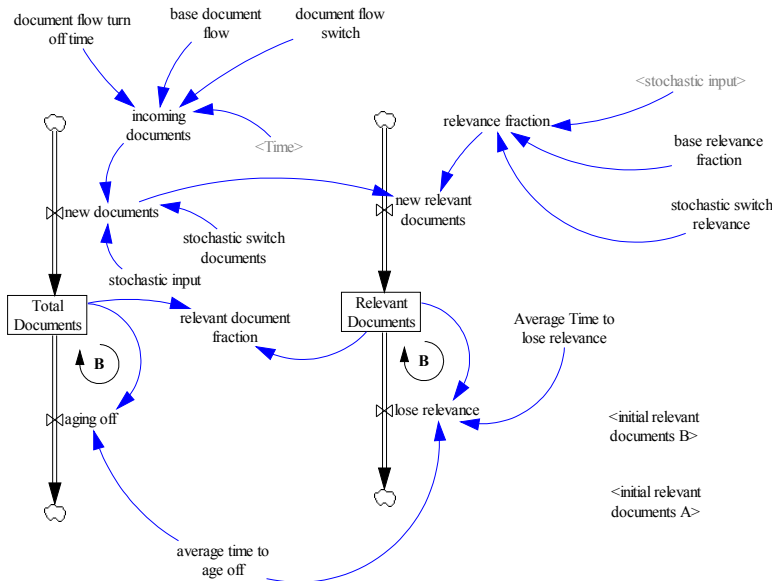 document flow turn
off time
base document
flow
document flow
switch
<stochastic input>
incoming
documents
relevance fraction
<Time>
base relevance
fraction
new documents
new relevant
documents
stochastic switch
documents
stochastic switch
relevance
stochastic input
Total
Documents
relevant document
fraction
Relevant
Documents
Average Time to
lose relevance
B
B
aging off
lose relevance
<initial relevant
documents B>
<initial relevant
documents A>
average time to
age off